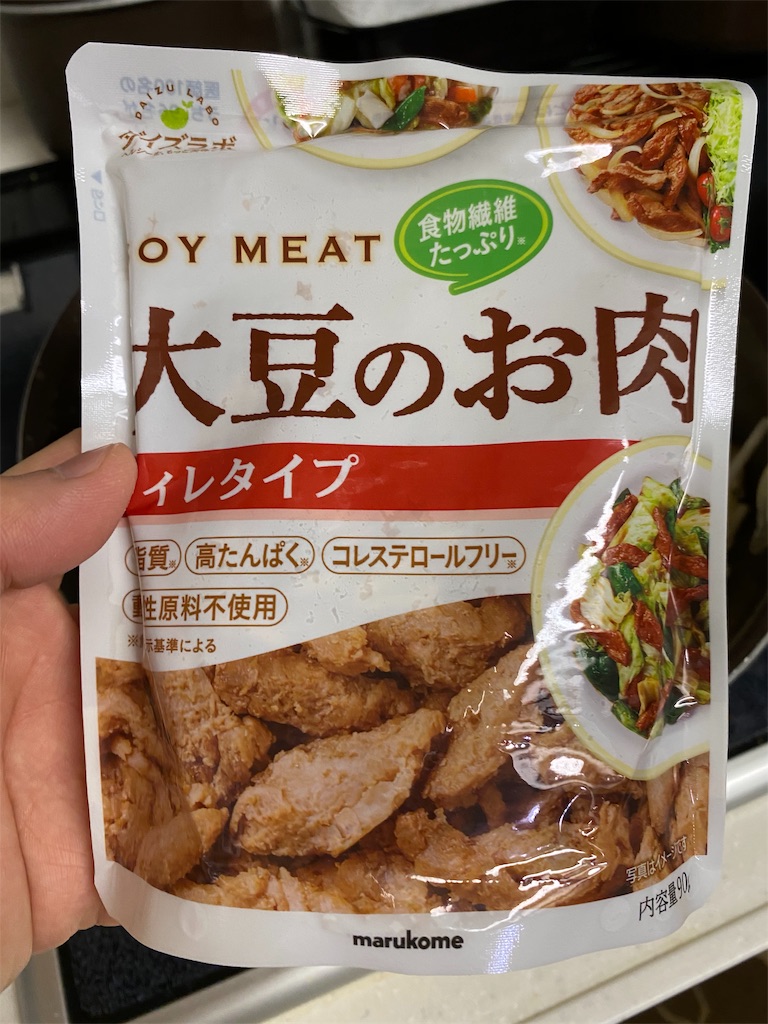 DAIZU LABO
ダイズラボ
OY MEAT
食物繊維
たっぷり※
大豆のお肉
ィレタイプ
脂質※
高たんぱく※
コレステロールフリー※
性原料不使用
示基準による
写真はイメージです
内容量90
marukome